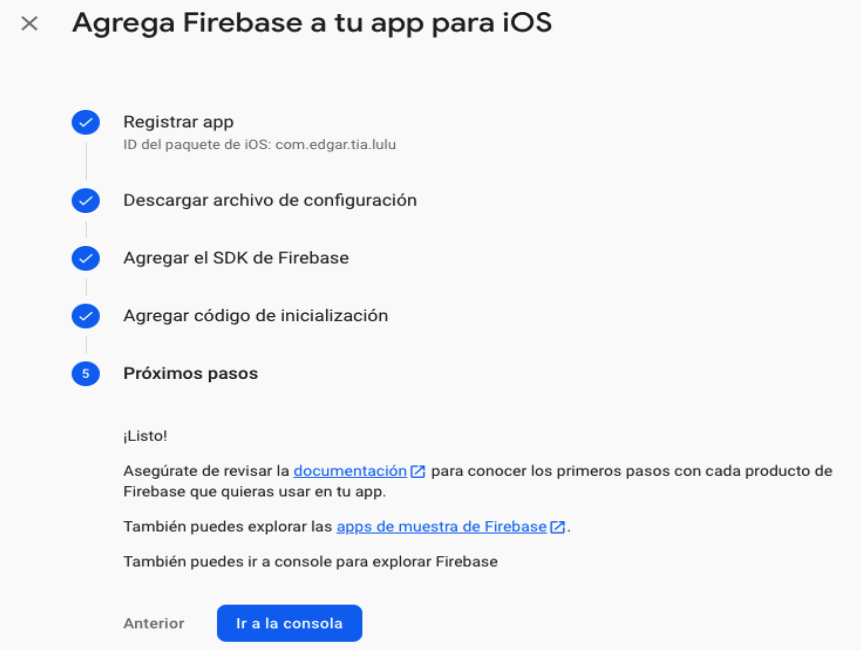 Agrega Firebase a tu app para iOS
Registrar app
ID del paquete de iOS: com.edgar.tia.lulu
Descargar archivo de configuración
Agregar el SDK de Firebase
Agregar código de inicialización
5
Próximos pasos
¡Listo!
Asegúrate de revisar la documentación para conocer los primeros pasos con cada producto de
Firebase que quieras usar en tu app.
También puedes explorar las apps de muestra de Firebase.
También puedes ir a console para explorar Firebase
Anterior
Ir a la consola